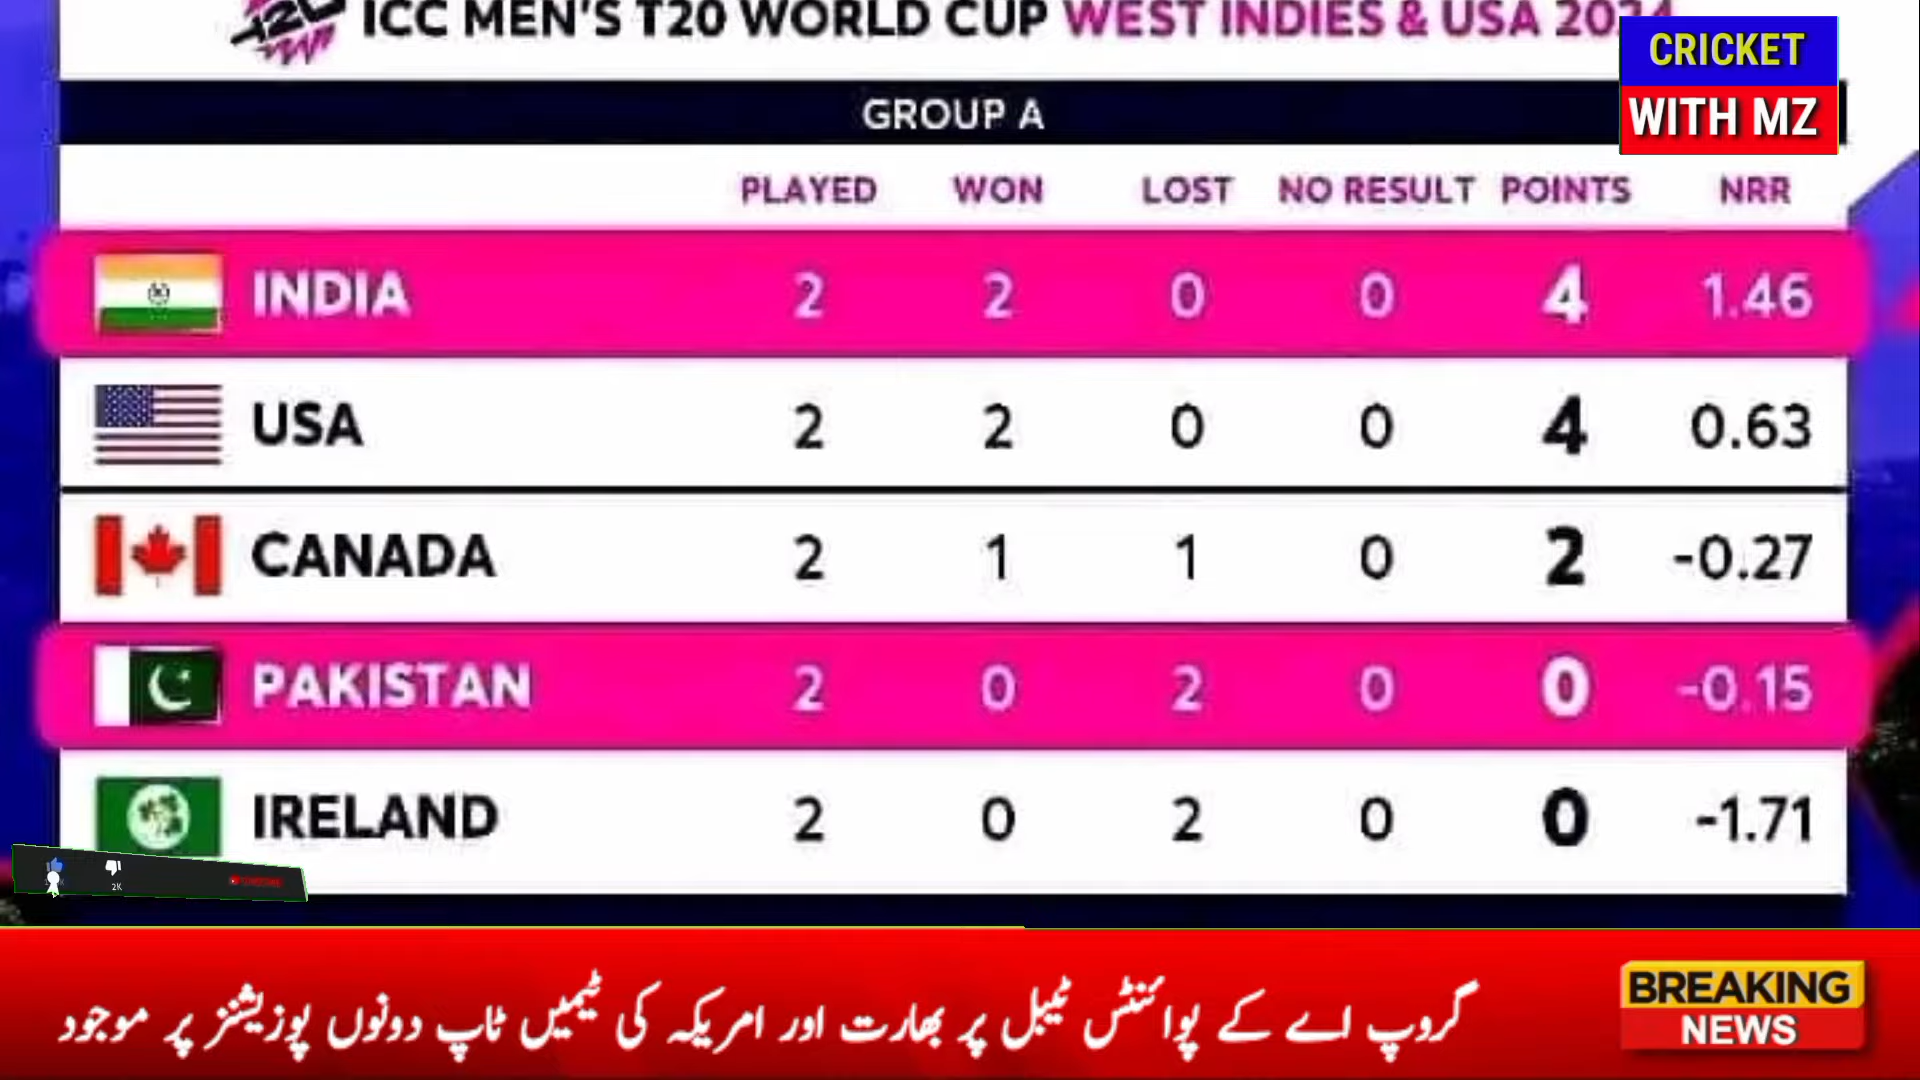 ICC MEN'S T20 WORLD CUP WEST INDIES & USA 2024
CRICKET
WITH MZ
GROUP A
PLAYED WON LOST NO RESULT POINTS NRR
INDIA 2 2 0 0 4 1.46
USA 2 2 0 0 4 0.63
CANADA 2 1 1 0 2 -0.27
PAKISTAN 2 0 2 0 0 -0.15
IRELAND 2 0 2 0 0 -1.71
2K
گروپ اے کے پوائنٹس ٹیبل پر بھارت اور امریکہ کی ٹیمیں ٹاپ دونوں پوزیشنز پر موجود
BREAKING
NEWS